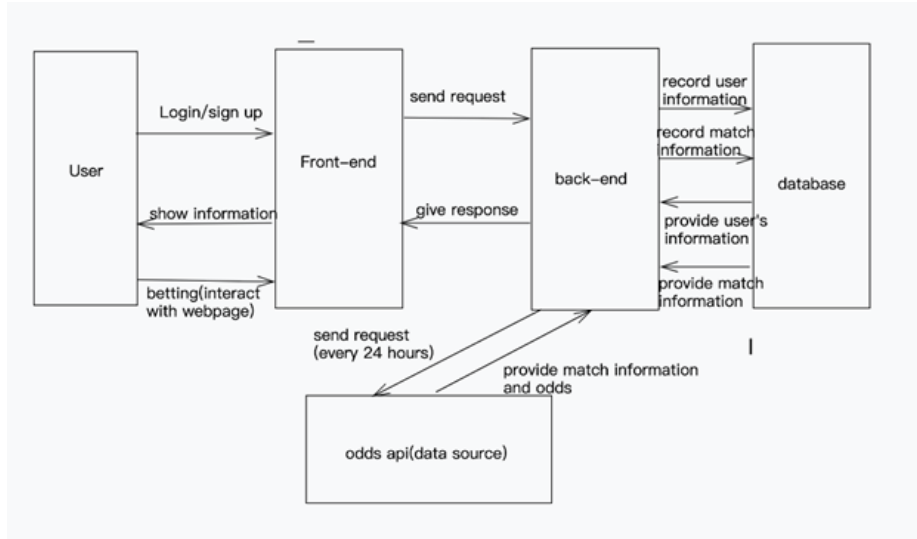 User
Login/sign up
show information
betting(interact
with webpage)
Front-end
send request
give response
back-end
record user
information
record match
information
provide user's
information
provide match
information
database
send request
(every 24 hours)
provide match information
and odds
odds api(data source)